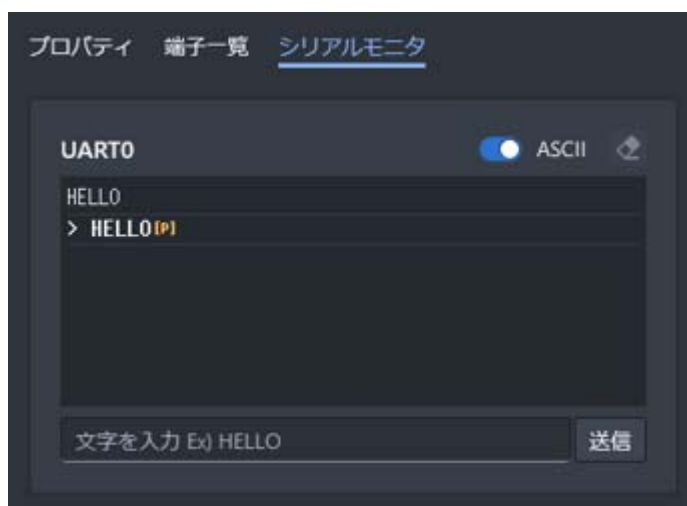 プロパティ 端子一覧 シリアルモニタ
UART0 ASCII
HELLO
> HELLO[P]
文字を入力 Ex) HELLO 送信